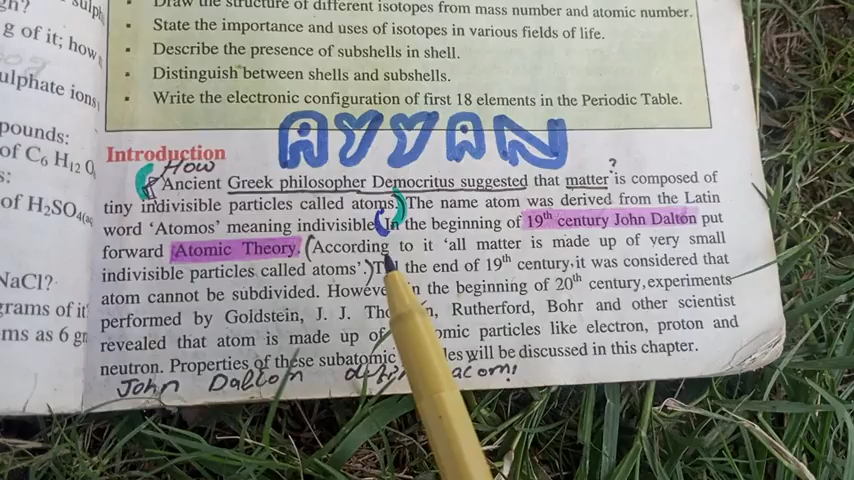 gh?
sulph
g of it; how
ulphate ions
pounds:
of C6 H12 O
s:
of H2SO4(aq
NaCl?
grams of it
ms as 6 gr
Draw the structure of different isotopes from mass number and atomic number.
▪ State the importance and uses of isotopes in various fields of life.
▪ Describe the presence of subshells in shell.
▪ Distinguish between shells and subshells.
▪ Write the electronic configuration of first 18 elements in the Periodic Table.
AYYAN
Introduction
How
Ancient Greek philosopher Democritus suggested that matter ? is composed of
tiny indivisible particles called atoms. The name atom was derived from the Latin
word ‘Atomos’ meaning indivisible. In the beginning of 19th century John Dalton put
forward Atomic Theory. (According to it ‘all matter is made up of very small
indivisible particles called atoms’.) the end of 19th century, it was considered that
atom cannot be subdivided. However in the beginning of 20th century, experiments
performed by Goldstein, J. J. Rutherford, Bohr and other scientist
revealed that atom is made up of particles like electron, proton and
neutron. Properties of these subatomic will be discussed in this chapter.
John Daltom